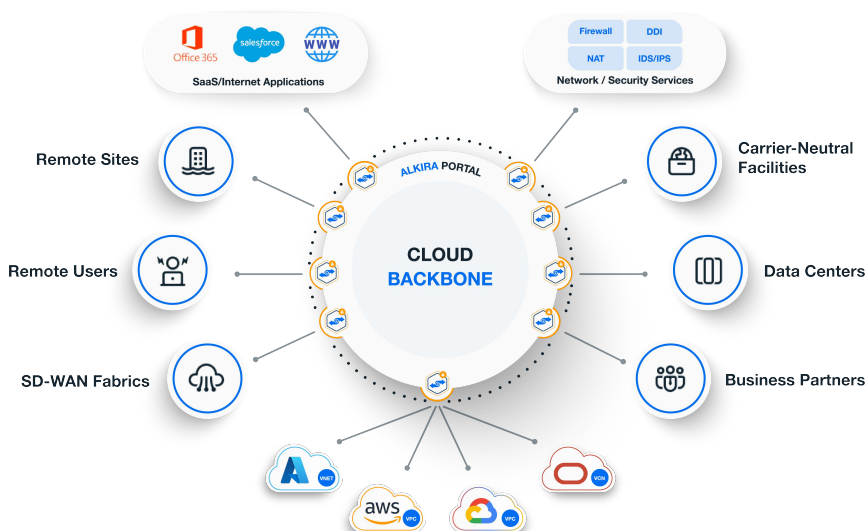 Office 365
salesforce
WWW
SaaS/Internet Applications
Firewall
DDI
NAT
IDS/IPS
Network / Security Services
Remote Sites
ALKIRA PORTAL
Carrier-Neutral
Facilities
Remote Users
CLOUD
BACKBONE
Data Centers
SD-WAN Fabrics
Business Partners
VNET
aws
VPC
VPC
VCN